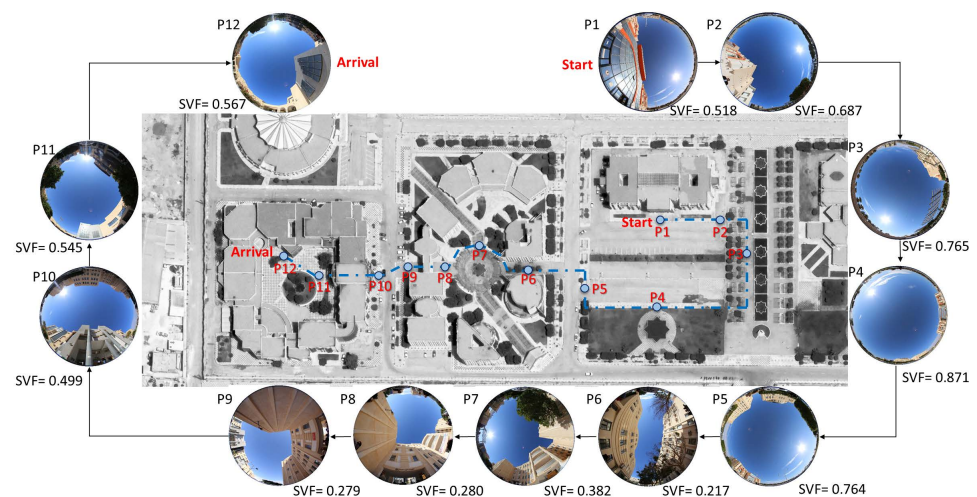 P12
Arrival
SVF= 0.567
P1
Start
SVF= 0.518
P2
SVF= 0.687
P11
SVF= 0.545
P3
SVF= 0.765
P10
SVF= 0.499
P4
SVF= 0.871
Start
P1
P2
P3
Arrival
P12
P11
P10
P9
P8
P7
P6
P5
P4
P9
SVF= 0.279
P8
SVF= 0.280
P7
SVF= 0.382
P6
SVF= 0.217
P5
SVF= 0.764